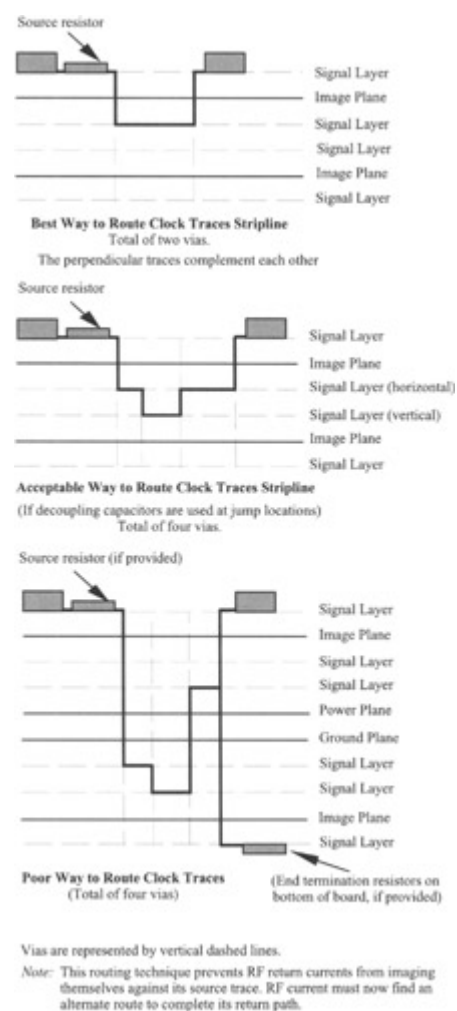 Source resistor
Signal Layer
Image Plane
Signal Layer
Signal Layer
Image Plane
Signal Layer
Best Way to Route Clock Traces Stripline
Total of two vias.
The perpendicular traces complement each other
Source resistor
Signal Layer
Image Plane
Signal Layer (horizontal)
Signal Layer (vertical)
Image Plane
Signal Layer
Acceptable Way to Route Clock Traces Stripline
(If decoupling capacitors are used at jump locations)
Total of four vias.
Source resistor (if provided)
Signal Layer
Image Plane
Signal Layer
Signal Layer
Power Plane
Ground Plane
Signal Layer
Signal Layer
Image Plane
Signal Layer
Poor Way to Route Clock Traces
(Total of four vias)
(End termination resistors on
bottom of board, if provided)
Vias are represented by vertical dashed lines.
Note: This routing technique prevents RF return currents from imaging
themselves against its source trace. RF current must now find an
alternate route to complete its return path.